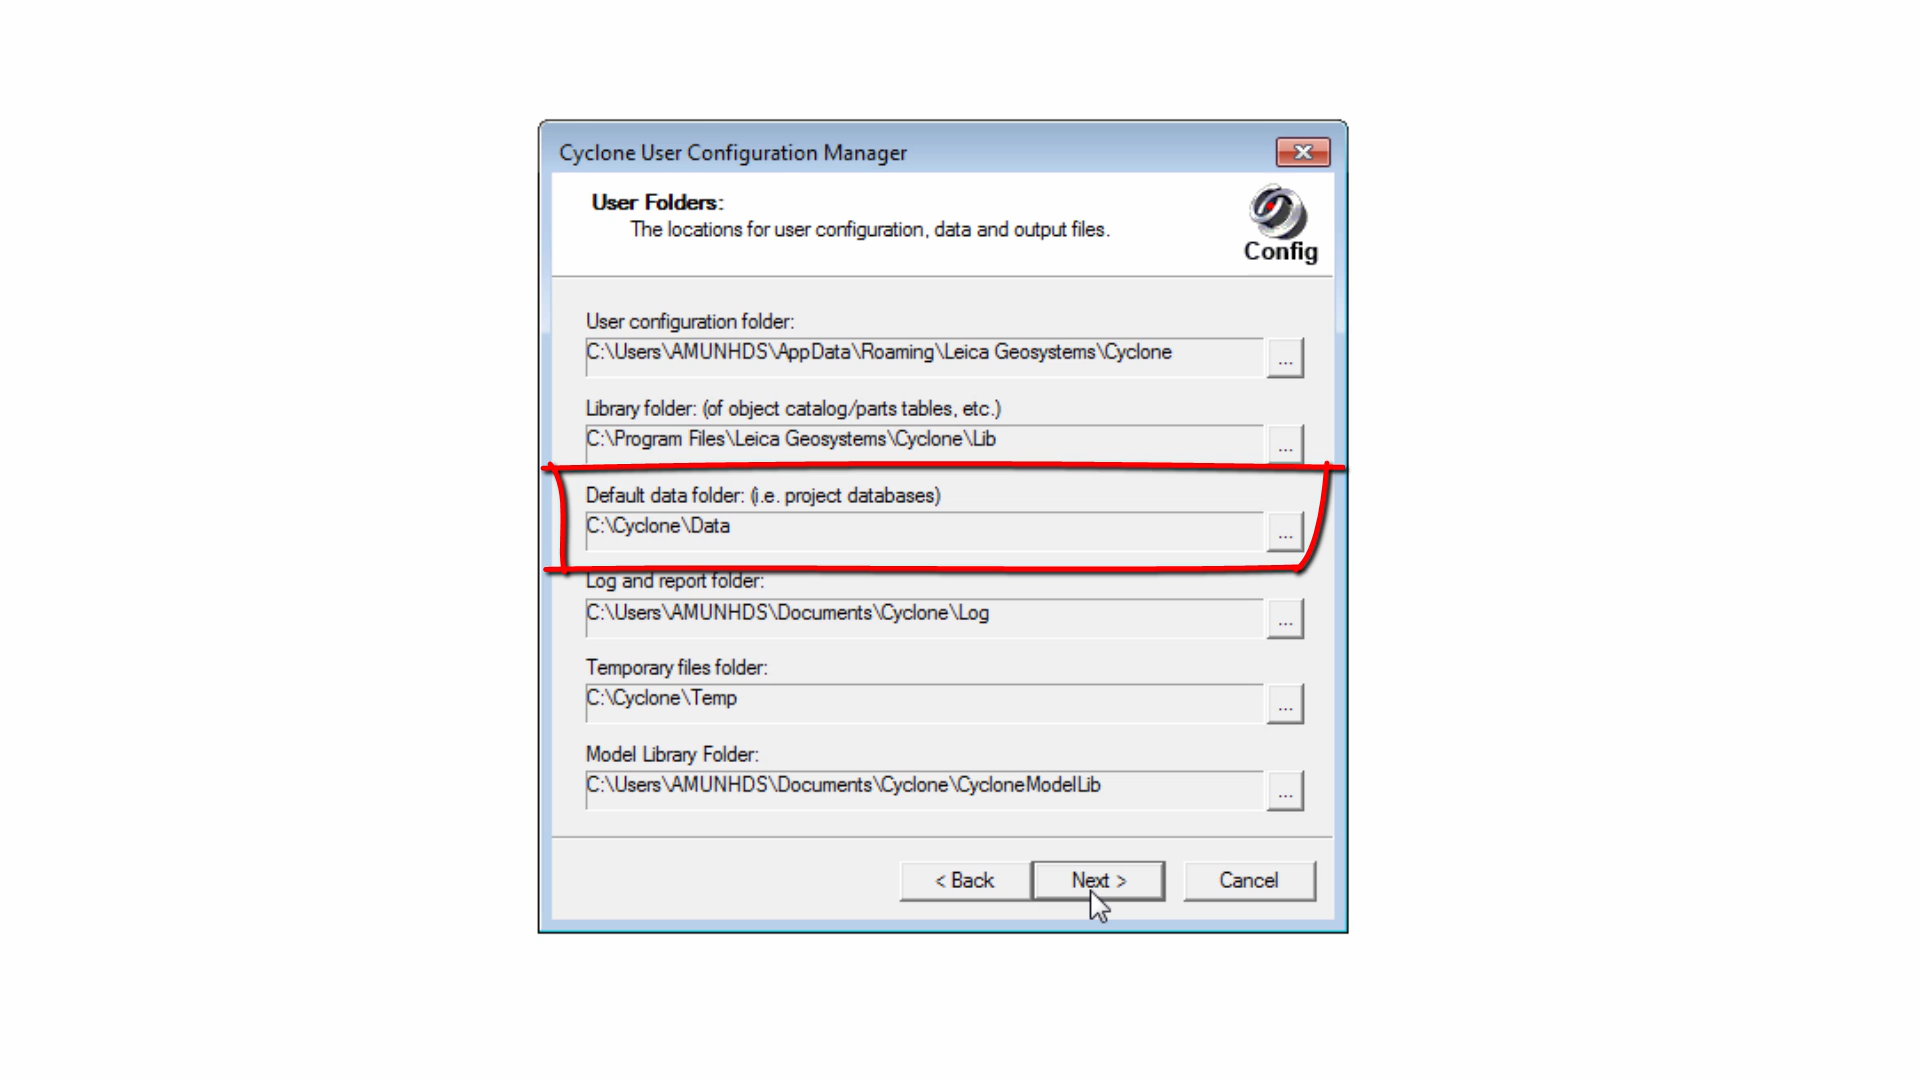 Cyclone User Configuration Manager
User Folders:
The locations for user configuration, data and output files.
Config
User configuration folder:
C:\Users\AMUNHDS\AppData\Roaming\Leica Geosystems\Cyclone
...
Library folder: (of object catalog/parts tables, etc.)
C:\Program Files\Leica Geosystems\Cyclone\Lib
...
Default data folder: (i.e. project databases)
C:\Cyclone\Data
...
Log and report folder:
C:\Users\AMUNHDS\Documents\Cyclone\Log
...
Temporary files folder:
C:\Cyclone\Temp
...
Model Library Folder:
C:\Users\AMUNHDS\Documents\Cyclone\CycloneModelLib
...
< Back Next > Cancel